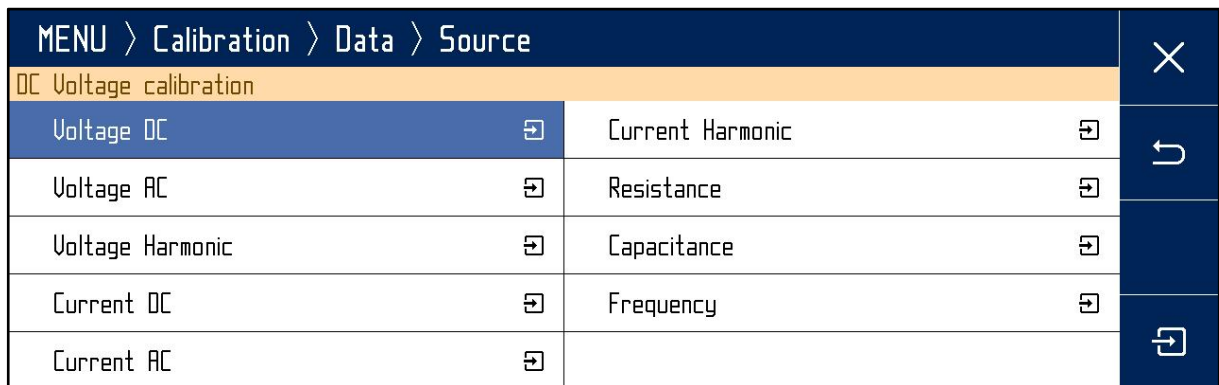 MENU > Calibration > Data > Source
DC Voltage calibration
Voltage DC
Voltage AC
Voltage Harmonic
Current DC
Current AC
Current Harmonic
Resistance
Capacitance
Frequency